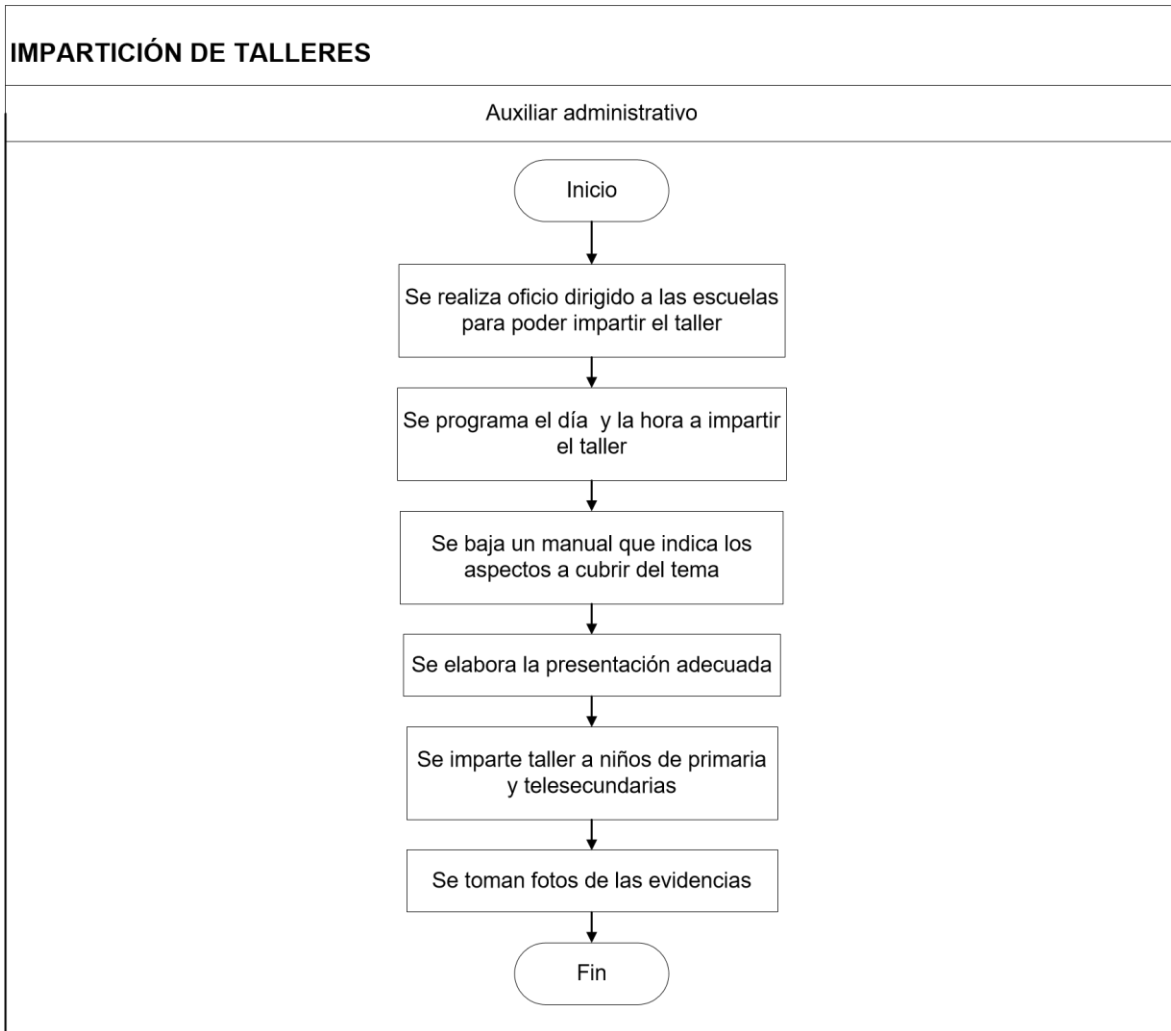 IMPARTICIÓN DE TALLERES
Auxiliar administrativo
Inicio
Se realiza oficio dirigido a las escuelas
para poder impartir el taller
Se programa el día  y la hora a impartir
el taller
Se baja un manual que indica los
aspectos a cubrir del tema
Se elabora la presentación adecuada
Se imparte taller a niños de primaria
y telesecundarias
Se toman fotos de las evidencias
Fin